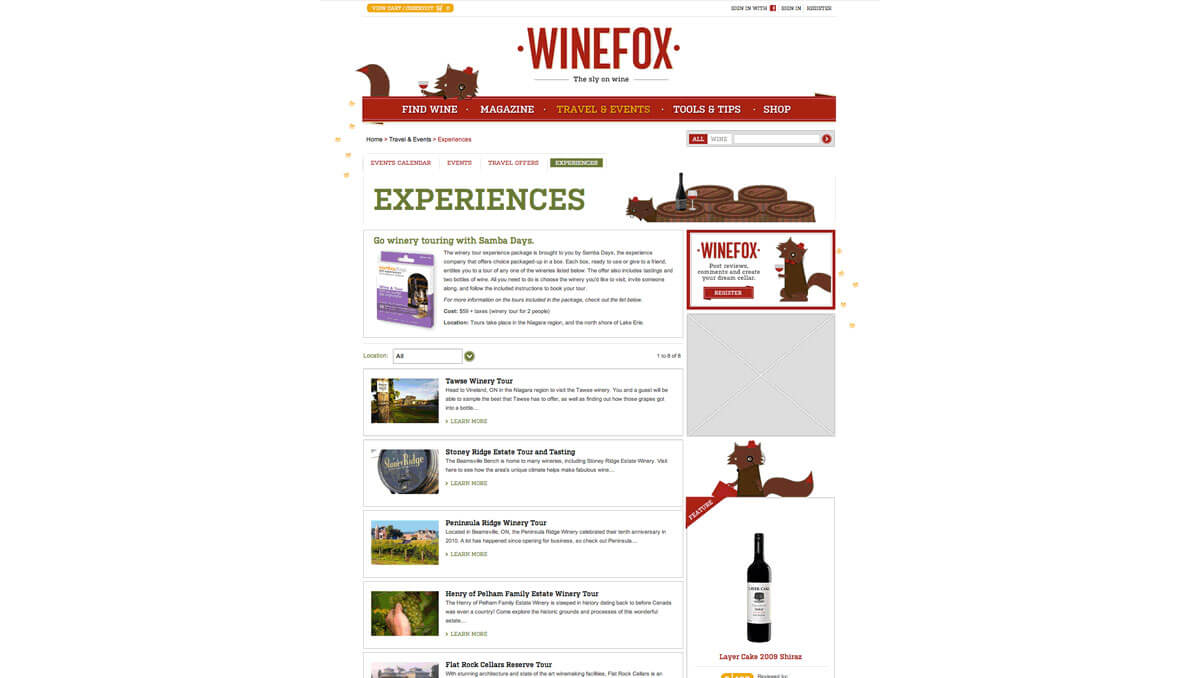 VIEW CART / CHECKOUT 0
SIGN IN WITH SIGN IN REGISTER
WINEFOX
The sly on wine
FIND WINE · MAGAZINE · TRAVEL & EVENTS · TOOLS & TIPS · SHOP
Home > Travel & Events > Experiences
ALL WINE
EVENTS CALENDAR EVENTS TRAVEL OFFERS EXPERIENCES
EXPERIENCES
Go winery touring with Samba Days.
The winery tour experience package is brought to you by Samba Days, the experience
company that offers choice packaged-up in a box. Each box, ready to use or give to a friend,
entitles you to a tour of any one of the wineries listed below. The offer also includes tastings and
two bottles of wine. All you need to do is choose the winery you'd like to visit, invite someone
along, and follow the included instructions to book your tour.
For more information on the tours included in the package, check out the list below.
Cost: $59 + taxes (winery tour for 2 people)
Location: Tours take place in the Niagara region, and the north shore of Lake Erie.
WINEFOX
Post reviews,
comments and create
your dream cellar.
REGISTER
Location: All
1 to 8 of 8
Tawse Winery Tour
Head to Vineland, ON in the Niagara region to visit the Tawse winery. You and a guest will be
able to sample the best that Tawse has to offer, as well as finding out how those grapes got
into a bottle....
> LEARN MORE
Stoney Ridge
Stoney Ridge Estate Tour and Tasting
The Beamsville Bench is home to many wineries, including Stoney Ridge Estate Winery. Visit
here to see how the area's unique climate helps make fabulous wine....
> LEARN MORE
Peninsula Ridge Winery Tour
Located in Beamsville, ON, the Peninsula Ridge Winery celebrated their tenth anniversary in
2010. A lot has happened since opening for business, so check out Peninsula....
> LEARN MORE
Henry of Pelham Family Estate Winery Tour
The Henry of Pelham Family Estate Winery is steeped in history dating back to before Canada
was even a country! Come explore the historic grounds and processes of this wonderful
estate....
> LEARN MORE
Flat Rock Cellars Reserve Tour
With stunning architecture and state of the art winemaking facilities, Flat Rock Cellars is an
FEATURE
LAYER CAKE
Layer Cake 2009 Shiraz
Reviewed by: